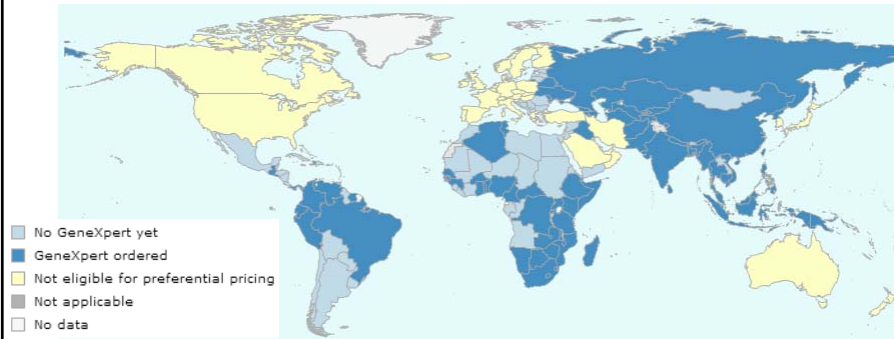 No GeneXpert yet
GeneXpert ordered
Not eligible for preferential pricing
Not applicable
No data